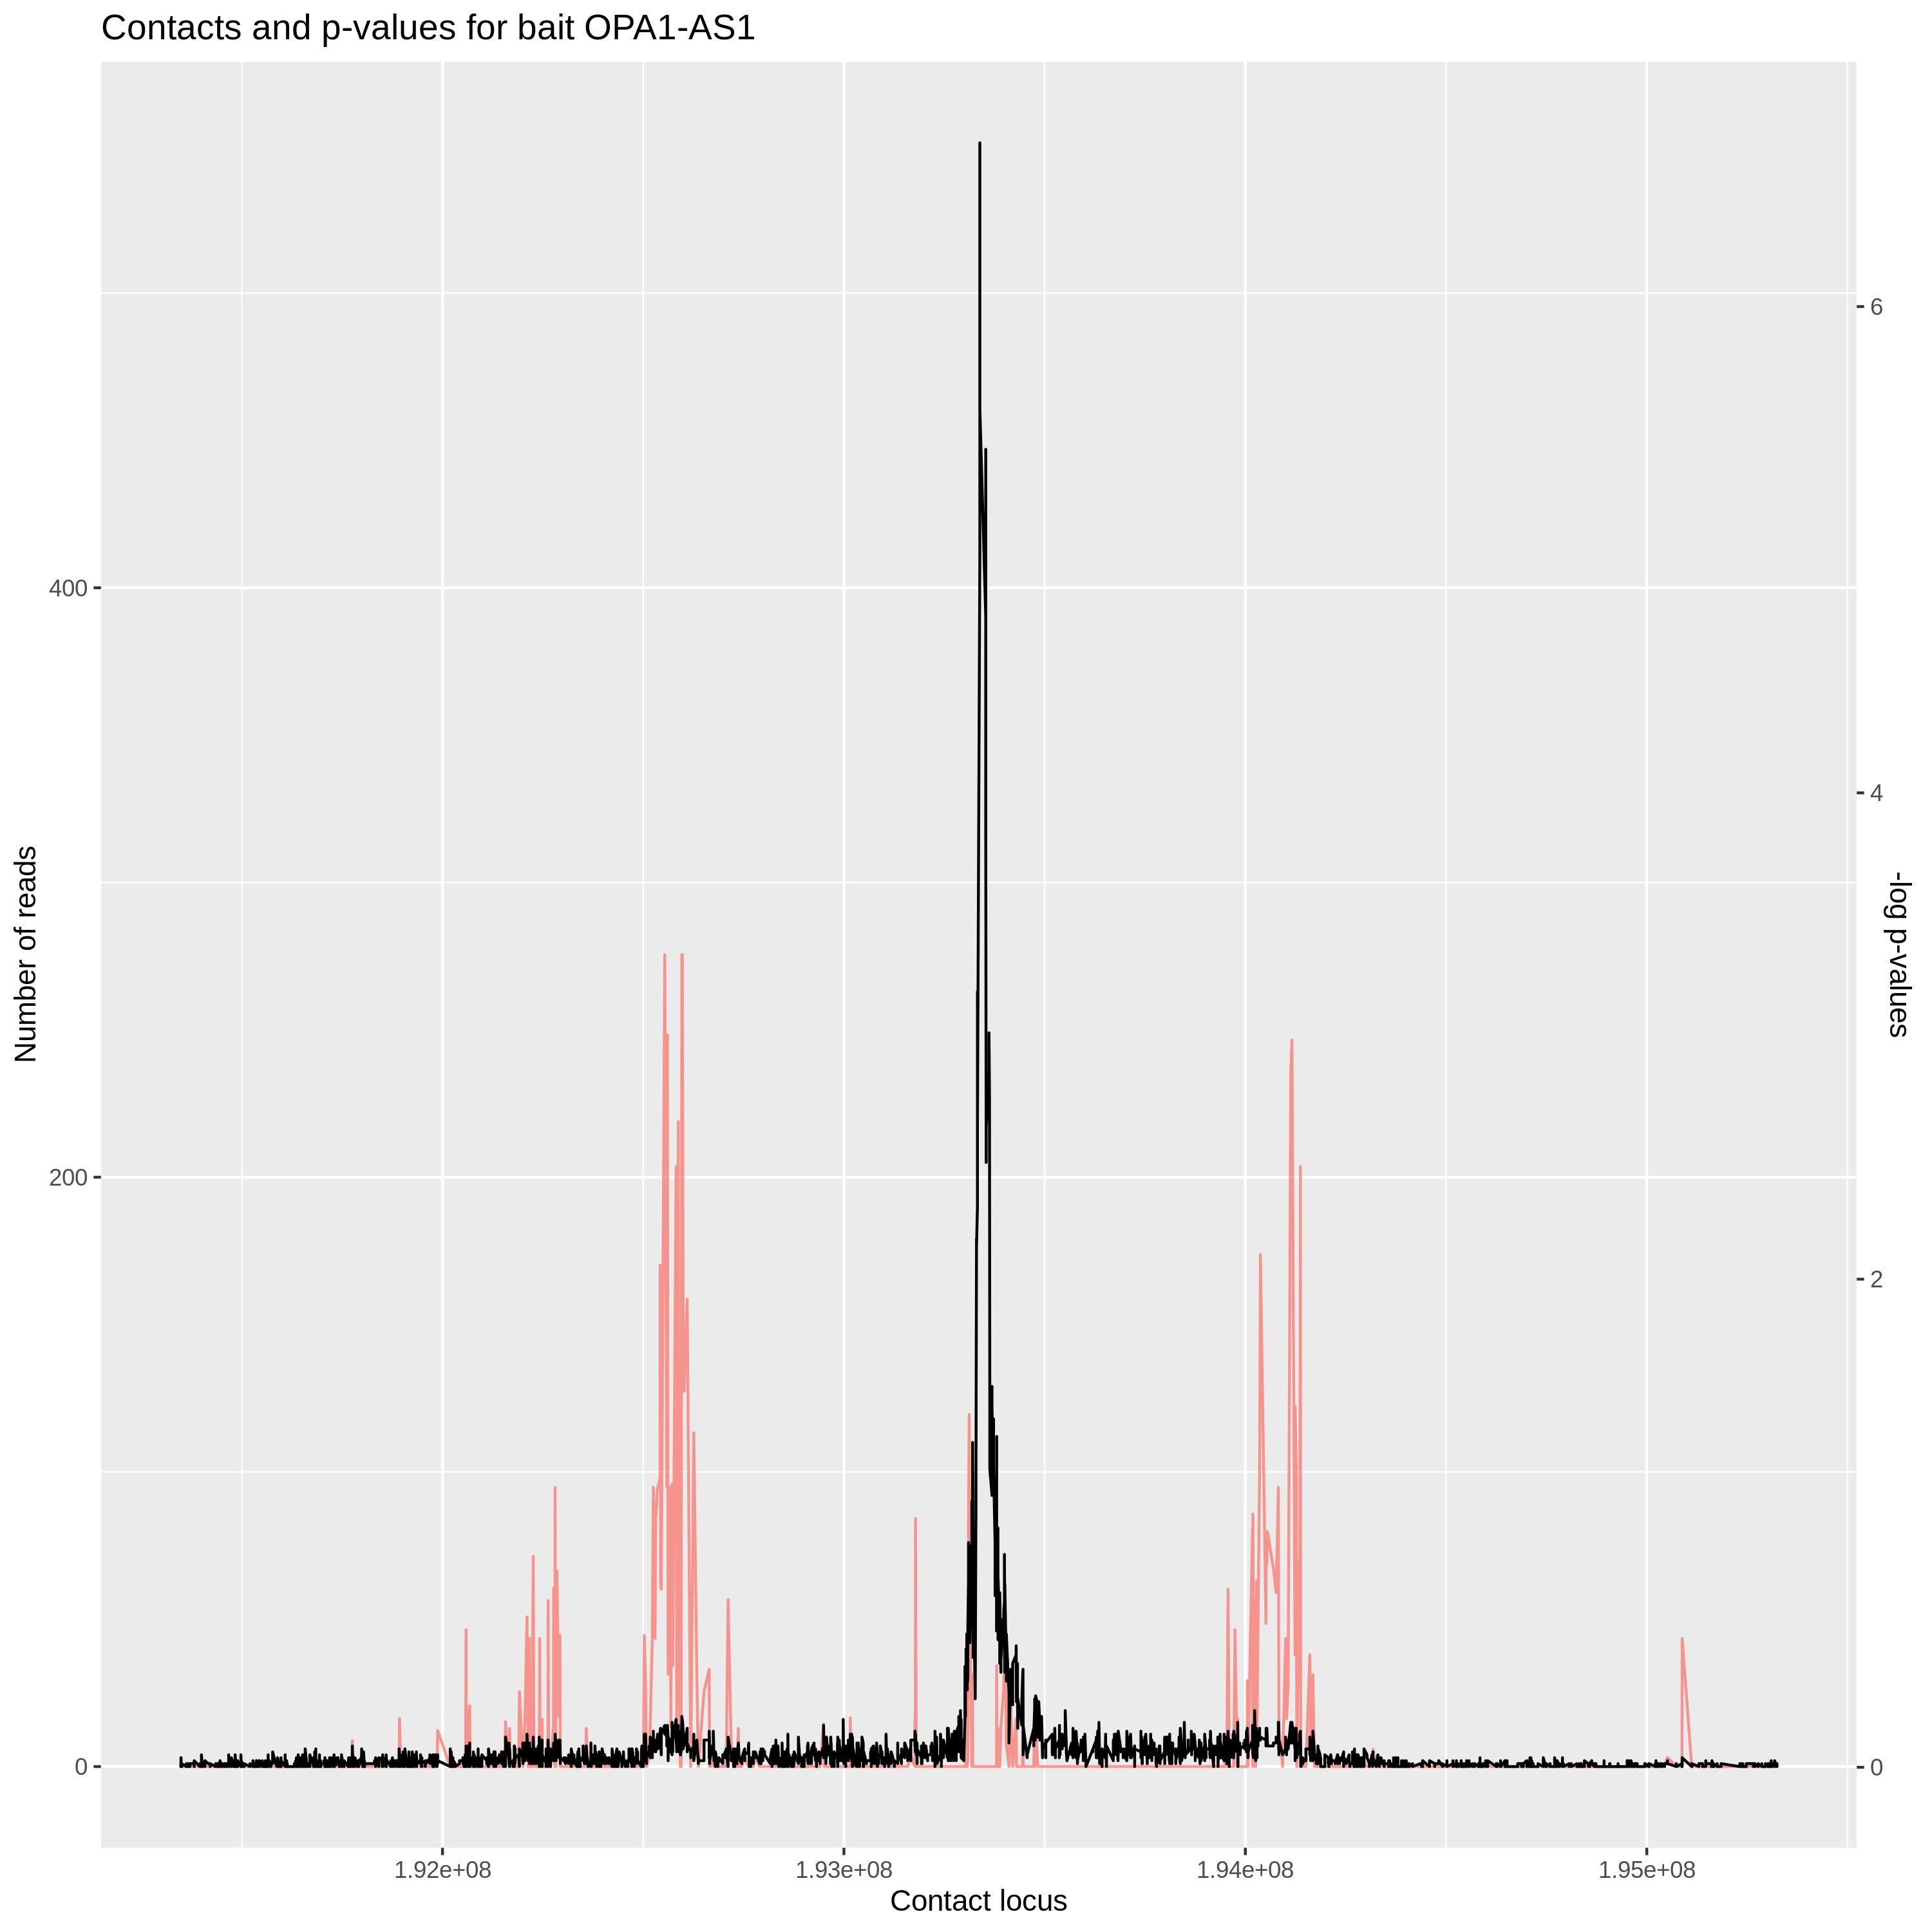 Contacts and p-values for bait OPA1-AS1
Number of reads
400
200
0
6
4
2
0
-log p-values
1.92e+08
1.93e+08
1.94e+08
1.95e+08
Contact locus